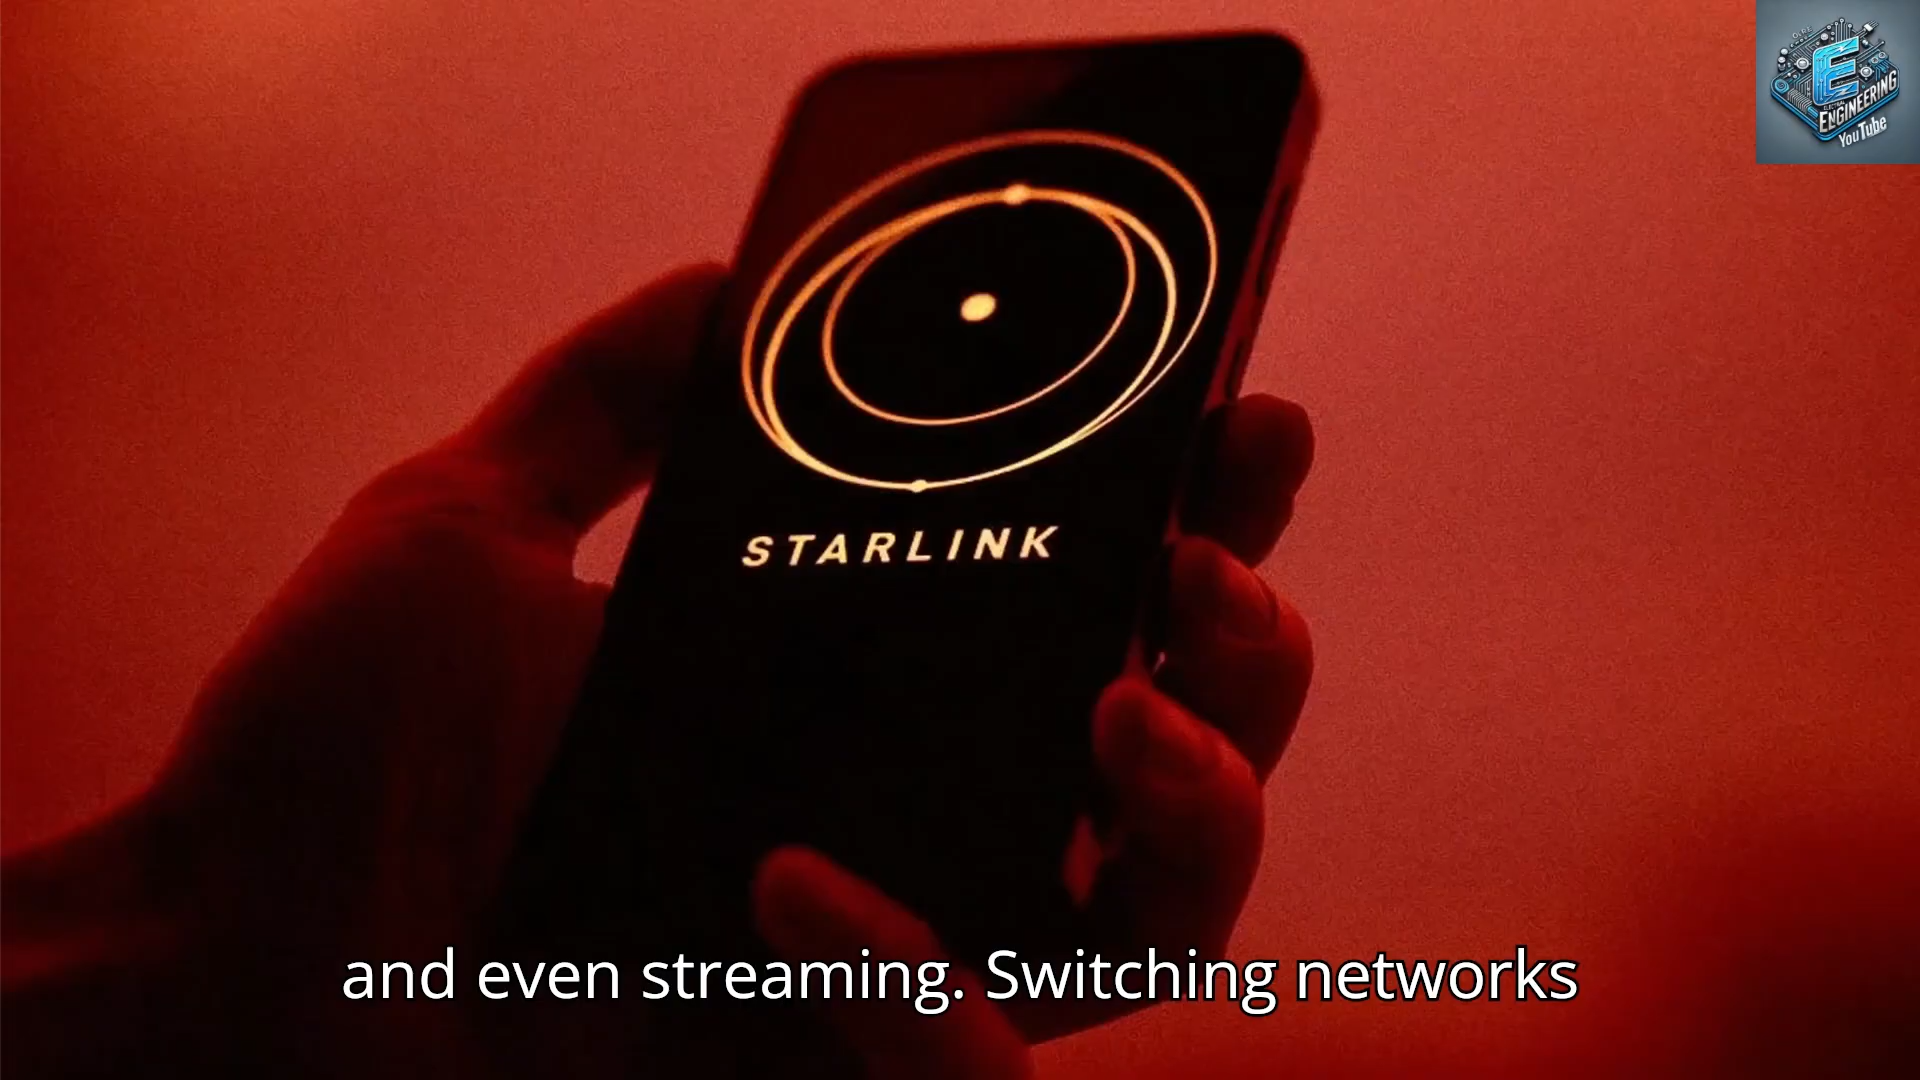 E
ENGINEERING
YouTube
STARLINK
and even streaming. Switching networks